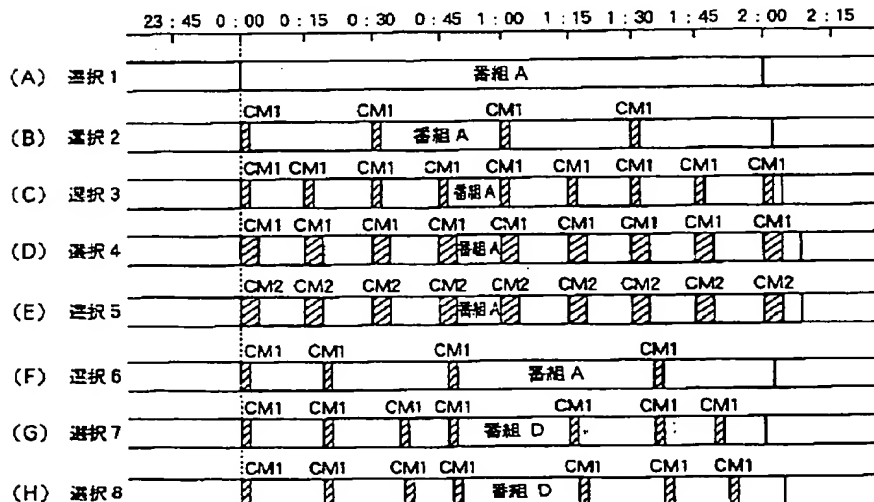 23:45 0:00 0:15 0:30 0:45 1:00 1:15 1:30 1:45 2:00 2:15
(A) 選択1 番組A
CM1 CM1 CM1 CM1
(B) 選択2 番組A
CM1 CM1 CM1 CM1 CM1 CM1 CM1 CM1 CM1
(C) 選択3 番組A
CM1 CM1 CM1 CM1 CM1 CM1 CM1 CM1 CM1
(D) 選択4 番組A
CM2 CM2 CM2 CM2 CM2 CM2 CM2 CM2 CM2
(E) 選択5 番組A
CM1 CM1 CM1 CM1
(F) 選択6 番組A
CM1 CM1 CM1 CM1 CM1 CM1 CM1
(G) 選択7 番組D
CM1 CM1 CM1 CM1 CM1 CM1 CM1
(H) 選択8 番組D